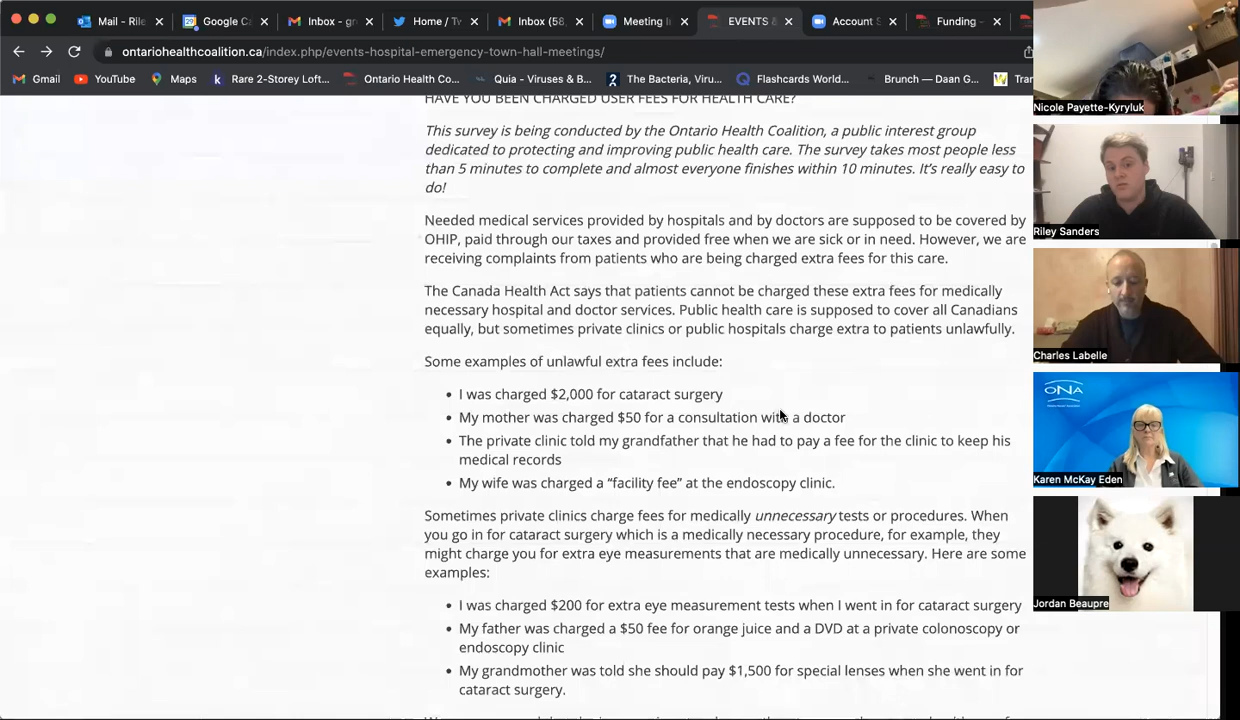 Mail - Rile
Google C
Inbox - gr
Home / Tw
Inbox (58,
Meeting I
EVENTS &
Account S
Funding -
ontariohealthcoalition.ca/index.php/events-hospital-emergency-town-hall-meetings/
Gmail
YouTube
Maps
Rare 2-Storey Loft...
Ontario Health Co...
Quia - Viruses & B...
The Bacteria, Viru...
Flashcards World...
Brunch — Daan G...
Tran
HAVE YOU BEEN CHARGED USER FEES FOR HEALTH CARE?
This survey is being conducted by the Ontario Health Coalition, a public interest group
dedicated to protecting and improving public health care. The survey takes most people less
than 5 minutes to complete and almost everyone finishes within 10 minutes. It's really easy to
do!
Needed medical services provided by hospitals and by doctors are supposed to be covered by
OHIP, paid through our taxes and provided free when we are sick or in need. However, we are
receiving complaints from patients who are being charged extra fees for this care.
The Canada Health Act says that patients cannot be charged these extra fees for medically
necessary hospital and doctor services. Public health care is supposed to cover all Canadians
equally, but sometimes private clinics or public hospitals charge extra to patients unlawfully.
Some examples of unlawful extra fees include:
• I was charged $2,000 for cataract surgery
• My mother was charged $50 for a consultation with a doctor
• The private clinic told my grandfather that he had to pay a fee for the clinic to keep his
medical records
• My wife was charged a “facility fee” at the endoscopy clinic.
Sometimes private clinics charge fees for medically unnecessary tests or procedures. When
you go in for cataract surgery which is a medically necessary procedure, for example, they
might charge you for extra eye measurements that are medically unnecessary. Here are some
examples:
• I was charged $200 for extra eye measurement tests when I went in for cataract surgery
• My father was charged a $50 fee for orange juice and a DVD at a private colonoscopy or
endoscopy clinic
• My grandmother was told she should pay $1,500 for special lenses when she went in for
cataract surgery.
Nicole Payette-Kyryluk
Riley Sanders
Charles Labelle
ONA
Karen McKay Eden
Jordan Beaupre